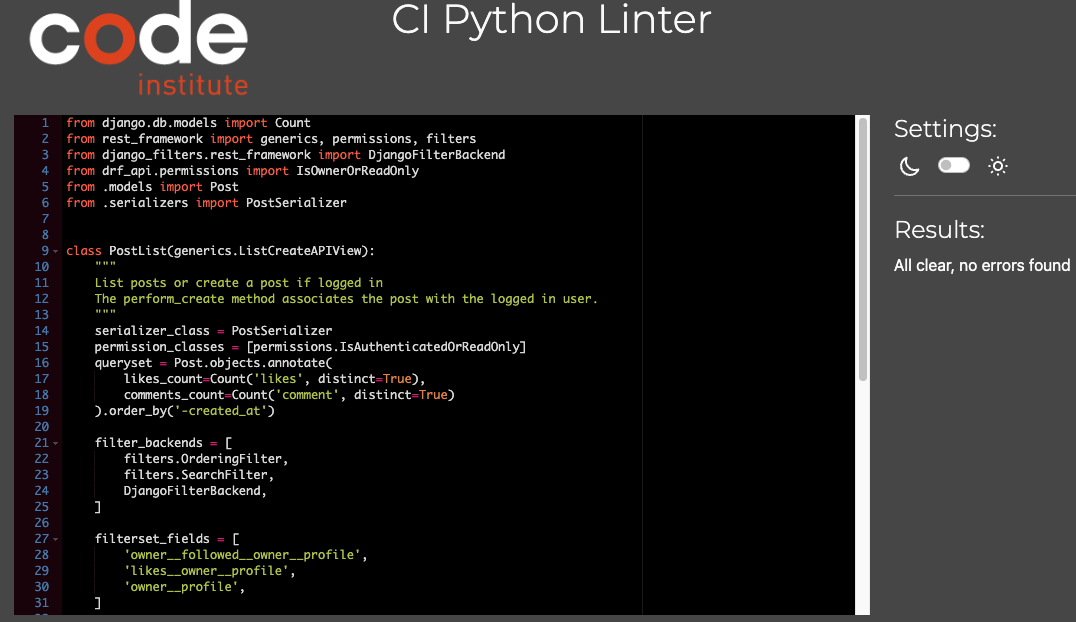 code
institute
CI Python Linter
1 from django.db.models import Count
2 from rest_framework import generics, permissions, filters
3 from django_filters.rest_framework import DjangoFilterBackend
4 from drf_api.permissions import IsOwnerOrReadOnly
5 from .models import Post
6 from .serializers import PostSerializer
7
8
9 class PostList(generics.ListCreateAPIView):
10     """
11     List posts or create a post if logged in
12     The perform_create method associates the post with the logged in user.
13     """
14     serializer_class = PostSerializer
15     permission_classes = [permissions.IsAuthenticatedOrReadOnly]
16     queryset = Post.objects.annotate(
17         likes_count=Count('likes', distinct=True),
18         comments_count=Count('comment', distinct=True)
19     ).order_by('-created_at')
20
21     filter_backends = [
22         filters.OrderingFilter,
23         filters.SearchFilter,
24         DjangoFilterBackend,
25     ]
26
27     filterset_fields = [
28         'owner__followed__owner__profile',
29         'likes__owner__profile',
30         'owner__profile',
31     ]
Settings:
Results:
All clear, no errors found